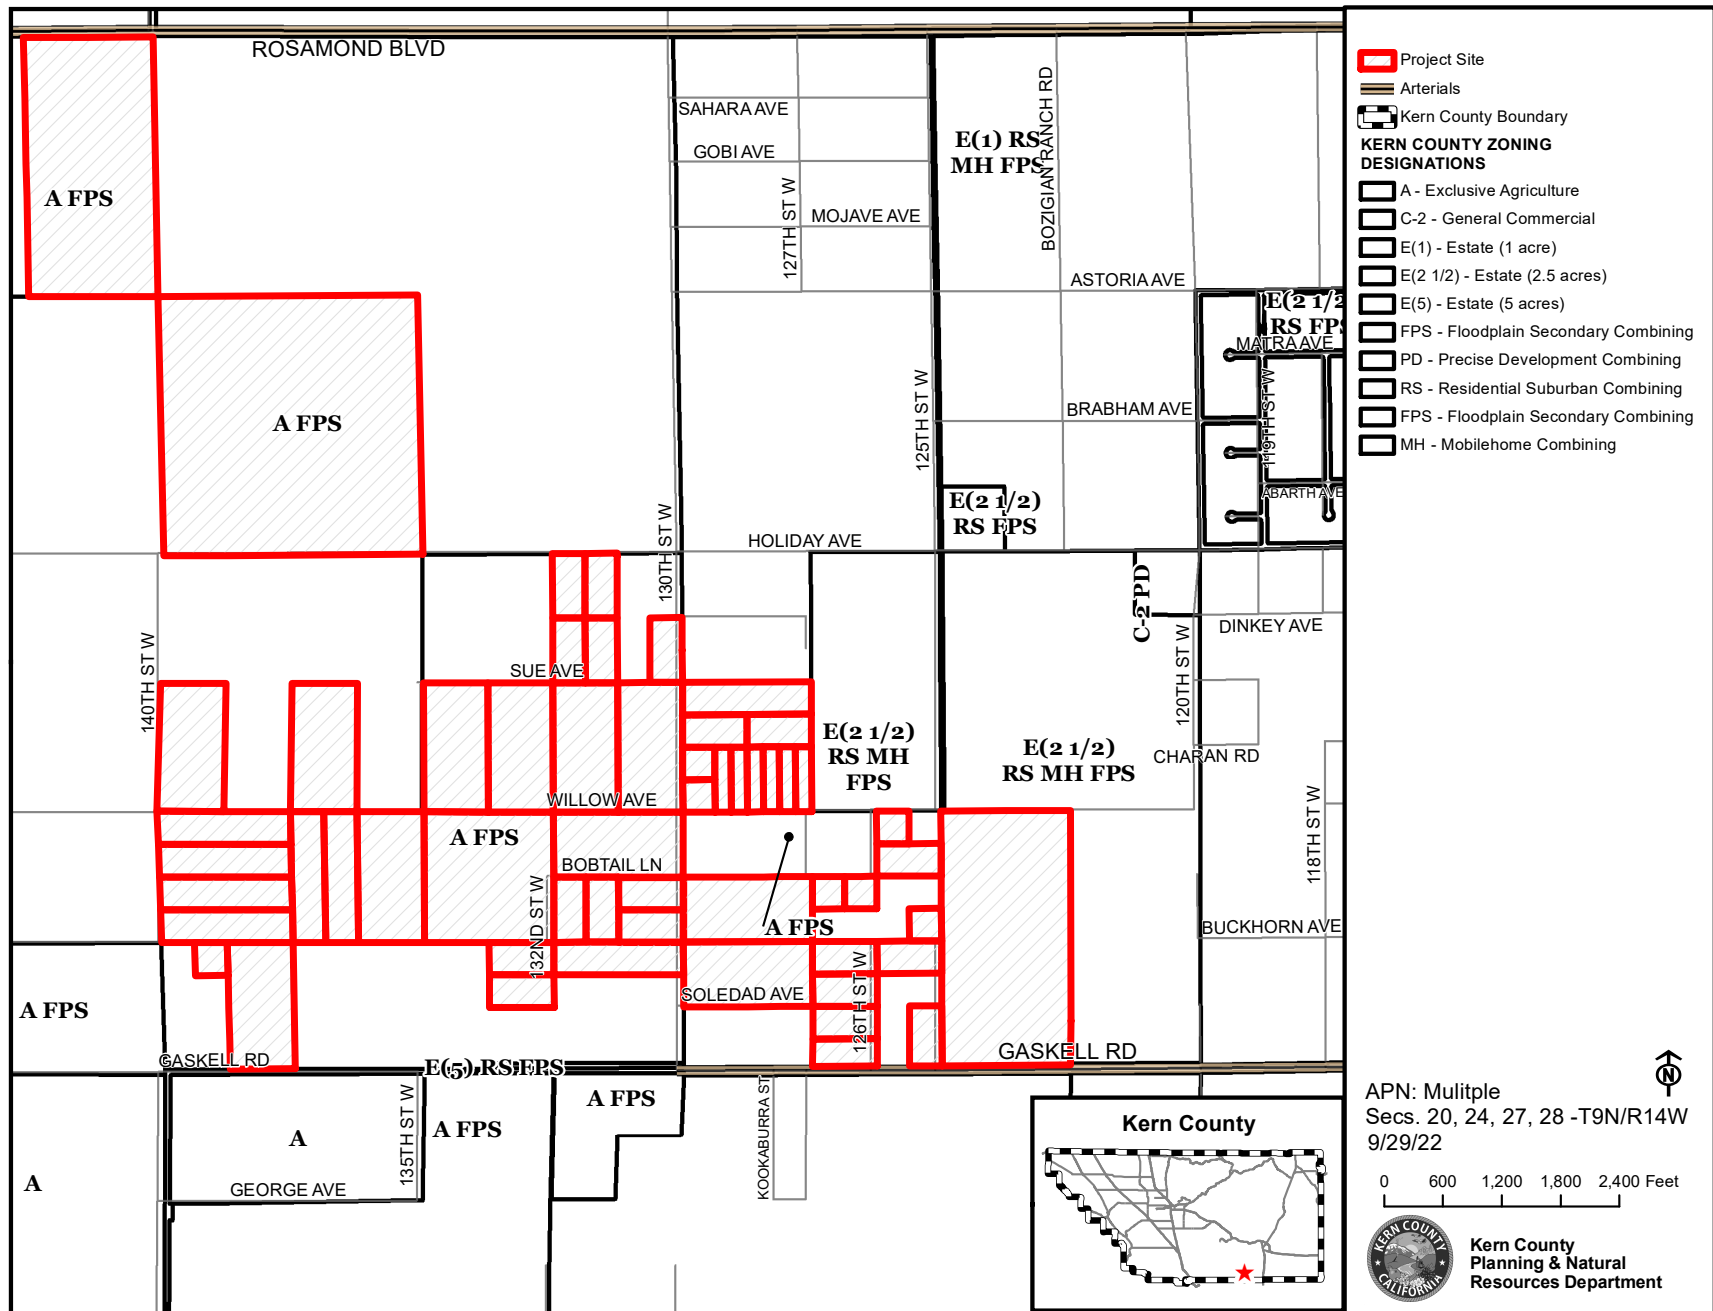 ROSAMOND BLVD
SAHARA AVE
GOBI AVE
127TH ST W
MOJAVE AVE
E(1) RS
MH FPS
BOZIGIAN RANCH RD
A FPS
ASTORIA AVE
E(2 1/2
RS FPS
MATRA AVE
119TH ST W
125TH ST W
BRABHAM AVE
A FPS
ABARTH AVE
E(2 1/2)
RS FPS
130TH ST W
HOLIDAY AVE
C-2 PD
DINKEY AVE
140TH ST W
SUE AVE
120TH ST W
E(2 1/2)
RS MH
FPS
E(2 1/2)
RS MH FPS
CHARAN RD
WILLOW AVE
118TH ST W
A FPS
BOBTAIL LN
132ND ST W
A FPS
BUCKHORN AVE
126TH ST W
SOLEDAD AVE
A FPS
GASKELL RD
GASKELL RD
E(5) RS FPS
135TH ST W
A FPS
A FPS
A
A
KOOKABURRA ST
GEORGE AVE
Kern County
Project Site
Arterials
Kern County Boundary
KERN COUNTY ZONING
DESIGNATIONS
A - Exclusive Agriculture
C-2 - General Commercial
E(1) - Estate (1 acre)
E(2 1/2) - Estate (2.5 acres)
E(5) - Estate (5 acres)
FPS - Floodplain Secondary Combining
PD - Precise Development Combining
RS - Residential Suburban Combining
FPS - Floodplain Secondary Combining
MH - Mobilehome Combining
N
APN: Mulitple
Secs. 20, 24, 27, 28 -T9N/R14W
9/29/22
0 600 1,200 1,800 2,400 Feet
KERN COUNTY
CALIFORNIA
Kern County
Planning & Natural
Resources Department